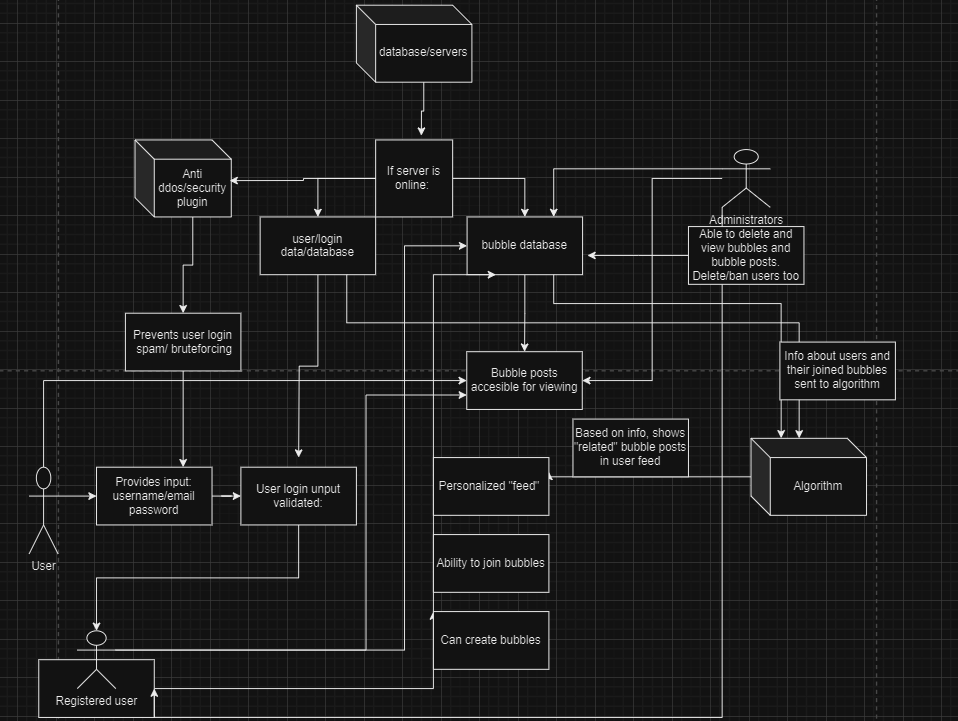 database/servers
If server is
online:
Anti
ddos/security
plugin
Administrators
Able to delete and
view bubbles and
bubble posts.
Delete/ban users too
user/login
data/database
bubble database
Prevents user login
spam/ bruteforcing
Info about users and
their joined bubbles
sent to algorithm
Bubble posts
accesible for viewing
Based on info, shows
"related" bubble posts
in user feed
Provides input:
username/email
password
User login unput
validated:
Personalized "feed"
Algorithm
User
Ability to join bubbles
Can create bubbles
Registered user